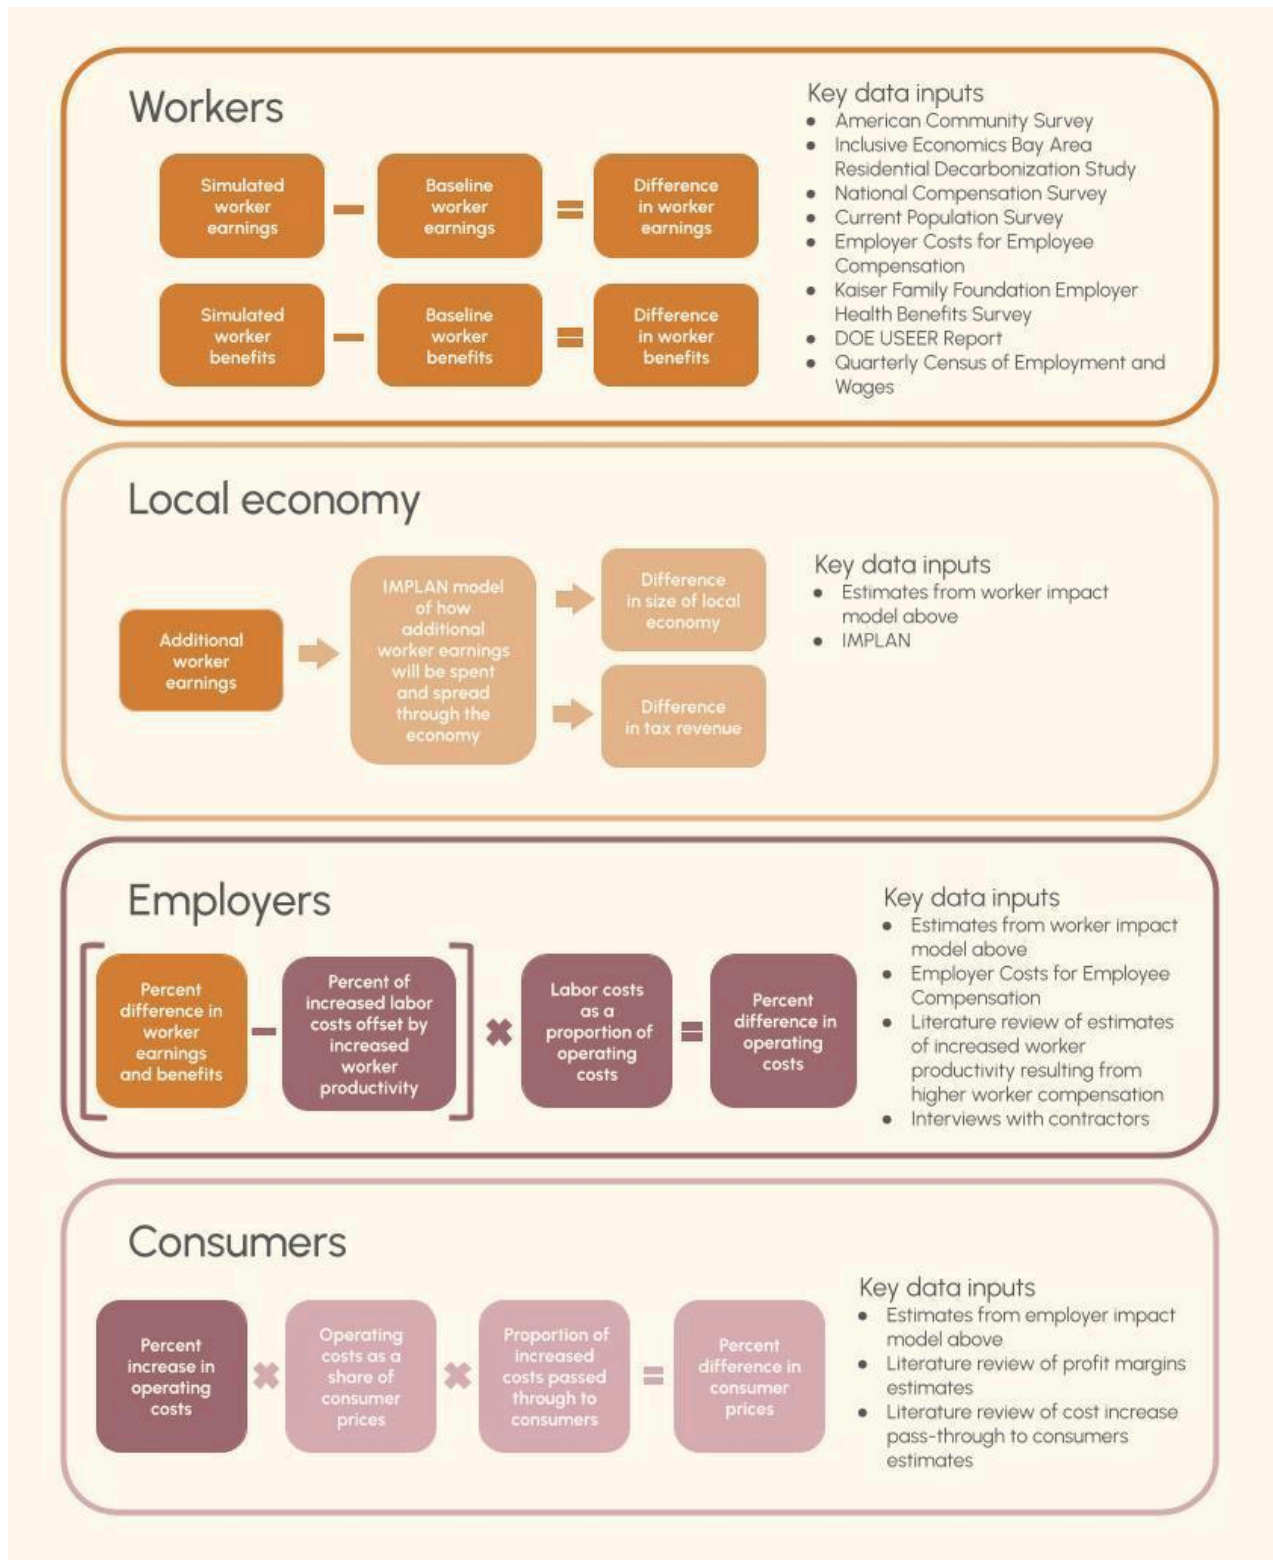 Workers
Simulated
worker
earnings
Baseline
worker
earnings
Difference
in worker
earnings
Simulated
worker
benefits
Baseline
worker
benefits
Difference
in worker
benefits
Key data inputs
● American Community Survey
● Inclusive Economics Bay Area
Residential Decarbonization Study
● National Compensation Survey
● Current Population Survey
● Employer Costs for Employee
Compensation
● Kaiser Family Foundation Employer
Health Benefits Survey
● DOE USEER Report
● Quarterly Census of Employment and
Wages
Local economy
Additional
worker
earnings
IMPLAN model
of how
additional
worker earnings
will be spent
and spread
through the
economy
Difference
in size of local
economy
Difference
in tax revenue
Key data inputs
● Estimates from worker impact
model above
● IMPLAN
Employers
Percent
difference in
worker
earnings
and benefits
Percent of
increased labor
costs offset by
increased
worker
productivity
Labor costs
as a
proportion of
operating
costs
Percent
difference in
operating
costs
Key data inputs
● Estimates from worker impact
model above
● Employer Costs for Employee
Compensation
● Literature review of estimates
of increased worker
productivity resulting from
higher worker compensation
● Interviews with contractors
Consumers
Percent
increase in
operating
costs
Operating
costs as a
share of
consumer
prices
Proportion of
increased
costs passed
through to
consumers
Percent
difference in
consumer
prices
Key data inputs
● Estimates from employer impact
model above
● Literature review of profit margins
estimates
● Literature review of cost increase
pass-through to consumers
estimates